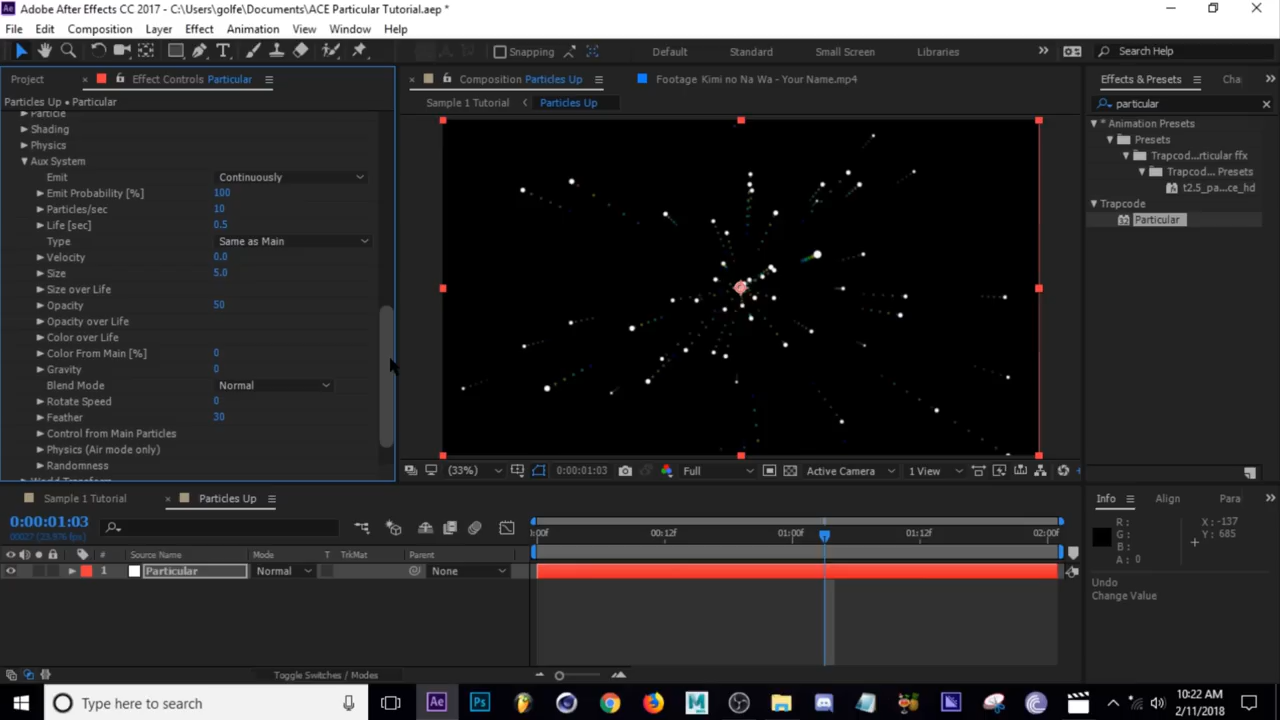 Adobe After Effects CC 2017 - C:\Users\golfe\Documents\ACE Particular Tutorial.aep *
File Edit Composition Layer Effect Animation View Window Help
Snapping Default Standard Small Screen Libraries » Search Help
Project × Effect Controls Particular × Composition Particles Up Footage Kimi no Na Wa - Your Name.mp4 Effects & Presets Cha »
Particles Up • Particular Sample 1 Tutorial Particles Up particular
Particle
Shading
Physics
Aux System
Emit Continuously
Emit Probability [%] 100
Particles/sec 10
Life [sec] 0.5
Type Same as Main
Velocity 0.0
Size 5.0
Size over Life
Opacity 50
Opacity over Life
Color over Life
Color From Main [%] 0
Gravity 0
Blend Mode Normal
Rotate Speed 0
Feather 30
Control from Main Particles
Physics (Air mode only)
Randomness
World Transform
* Animation Presets
Presets
Trapcod...rticular ffx
Trapcod... Presets
t2.5_pa...ce_hd
Trapcode
Particular
(33%) 0:00:01:03 Full Active Camera 1 View
Sample 1 Tutorial × Particles Up Info Align Para »
0:00:01:03
00027 (23.976 fps)
# Source Name Mode T TrkMat Parent
1 Particular Normal None
:00f 00:12f 01:00f 01:12f 02:00f
R : X : -137
G : Y : 685
B :
A : 0
Undo
Change Value
Toggle Switches / Modes
Type here to search
10:22 AM
2/11/2018